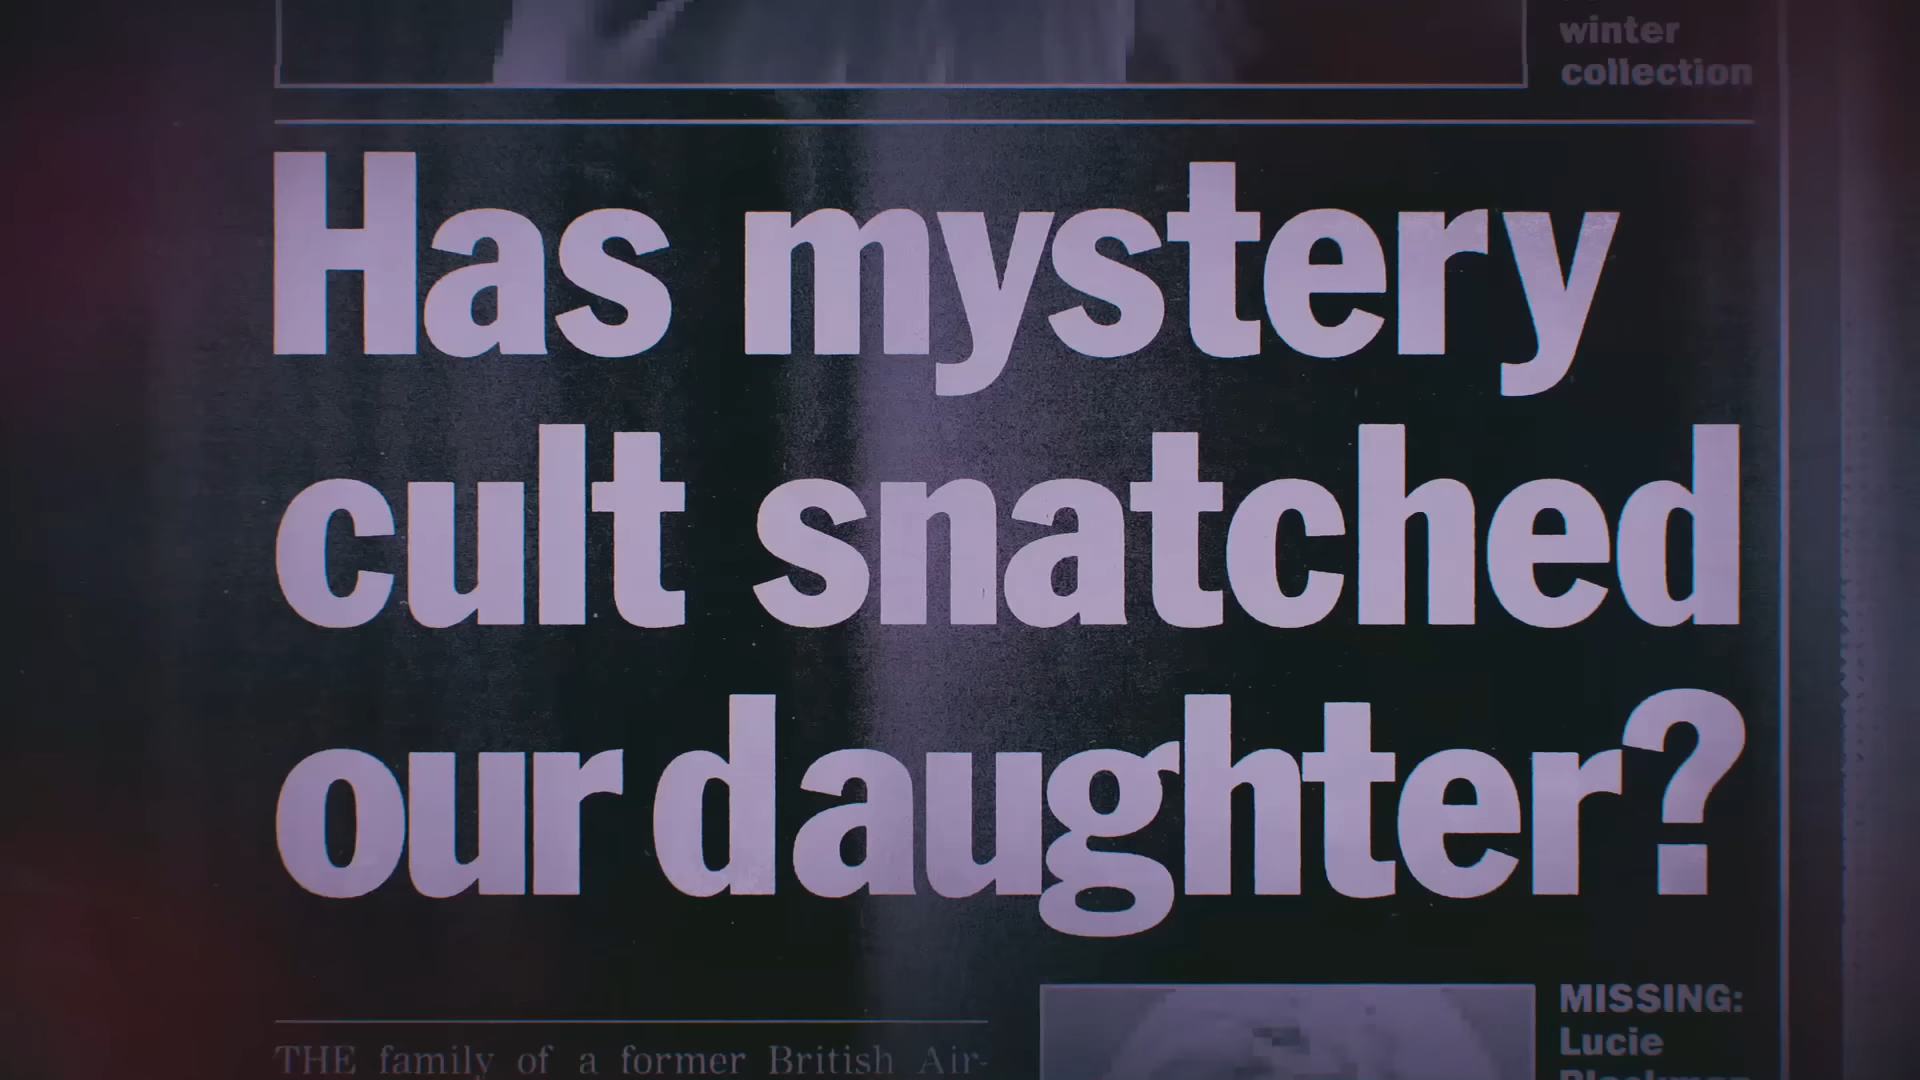 winter
collection
Has mystery
cult snatched
our daughter?
MISSING:
Lucie
THE family of a former British Air-